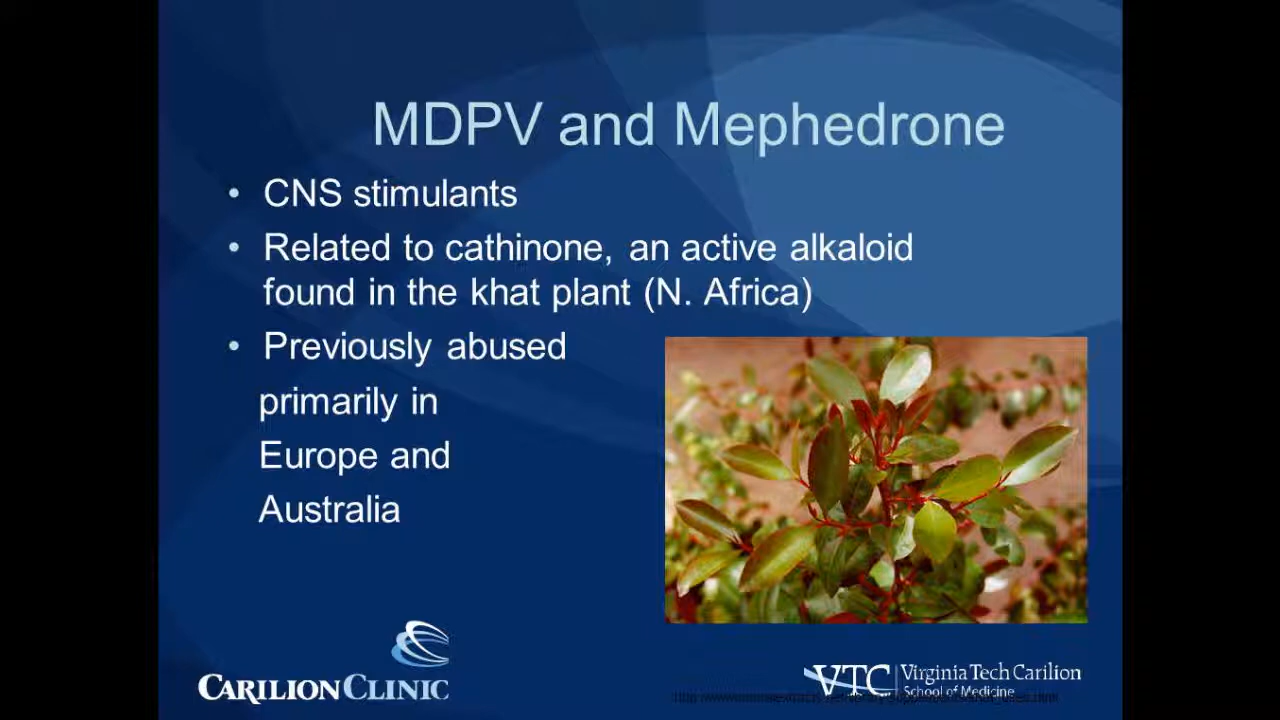 MDPV and Mephedrone
• CNS stimulants
• Related to cathinone, an active alkaloid
found in the khat plant (N. Africa)
• Previously abused
primarily in
Europe and
Australia
CARILION CLINIC
VTC Virginia Tech Carilion
School of Medicine